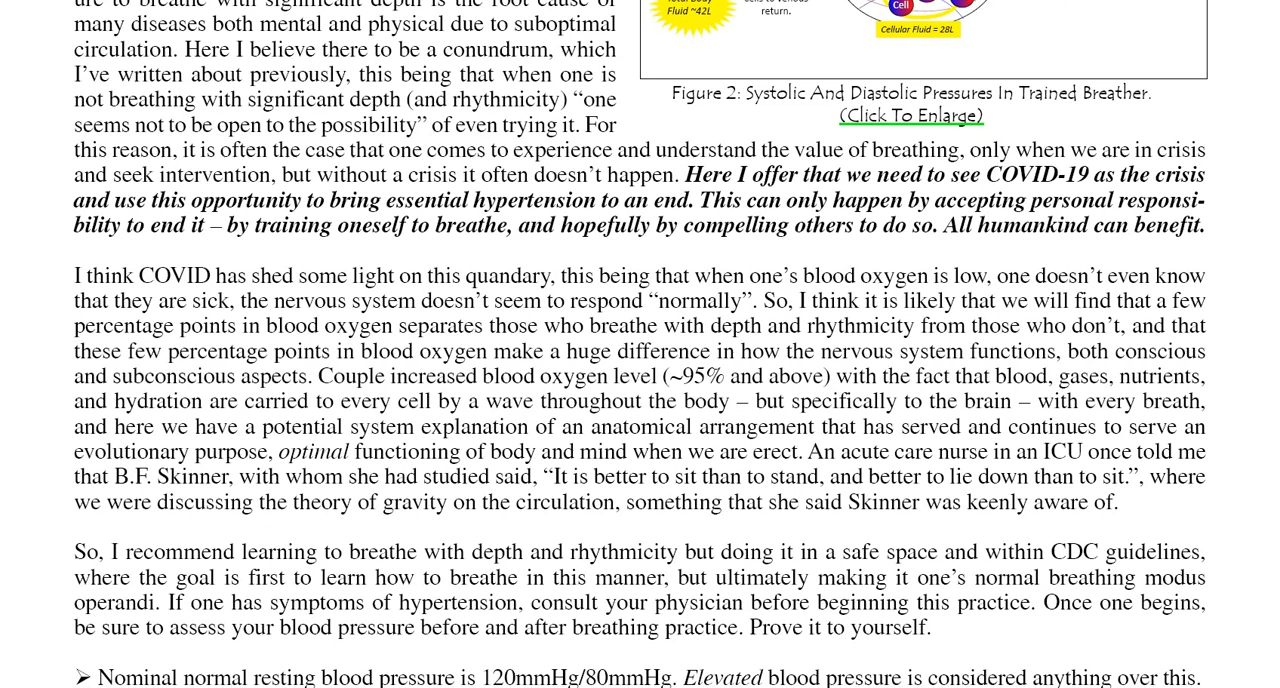 ure to breathe with significant depth is the root cause of
many diseases both mental and physical due to suboptimal
circulation. Here I believe there to be a conundrum, which
I’ve written about previously, this being that when one is
not breathing with significant depth (and rhythmicity) “one
seems not to be open to the possibility” of even trying it. For
Total Body
Fluid ~42L
cells to venous
return.
Cell
Cellular Fluid = 28L
Figure 2: Systolic And Diastolic Pressures In Trained Breather.
(Click To Enlarge)
this reason, it is often the case that one comes to experience and understand the value of breathing, only when we are in crisis
and seek intervention, but without a crisis it often doesn’t happen. Here I offer that we need to see COVID-19 as the crisis
and use this opportunity to bring essential hypertension to an end. This can only happen by accepting personal responsi-
bility to end it – by training oneself to breathe, and hopefully by compelling others to do so. All humankind can benefit.
I think COVID has shed some light on this quandary, this being that when one’s blood oxygen is low, one doesn’t even know
that they are sick, the nervous system doesn’t seem to respond “normally”. So, I think it is likely that we will find that a few
percentage points in blood oxygen separates those who breathe with depth and rhythmicity from those who don’t, and that
these few percentage points in blood oxygen make a huge difference in how the nervous system functions, both conscious
and subconscious aspects. Couple increased blood oxygen level (~95% and above) with the fact that blood, gases, nutrients,
and hydration are carried to every cell by a wave throughout the body – but specifically to the brain – with every breath,
and here we have a potential system explanation of an anatomical arrangement that has served and continues to serve an
evolutionary purpose, optimal functioning of body and mind when we are erect. An acute care nurse in an ICU once told me
that B.F. Skinner, with whom she had studied said, “It is better to sit than to stand, and better to lie down than to sit.”, where
we were discussing the theory of gravity on the circulation, something that she said Skinner was keenly aware of.
So, I recommend learning to breathe with depth and rhythmicity but doing it in a safe space and within CDC guidelines,
where the goal is first to learn how to breathe in this manner, but ultimately making it one’s normal breathing modus
operandi. If one has symptoms of hypertension, consult your physician before beginning this practice. Once one begins,
be sure to assess your blood pressure before and after breathing practice. Prove it to yourself.
➢ Nominal normal resting blood pressure is 120mmHg/80mmHg. Elevated blood pressure is considered anything over this.